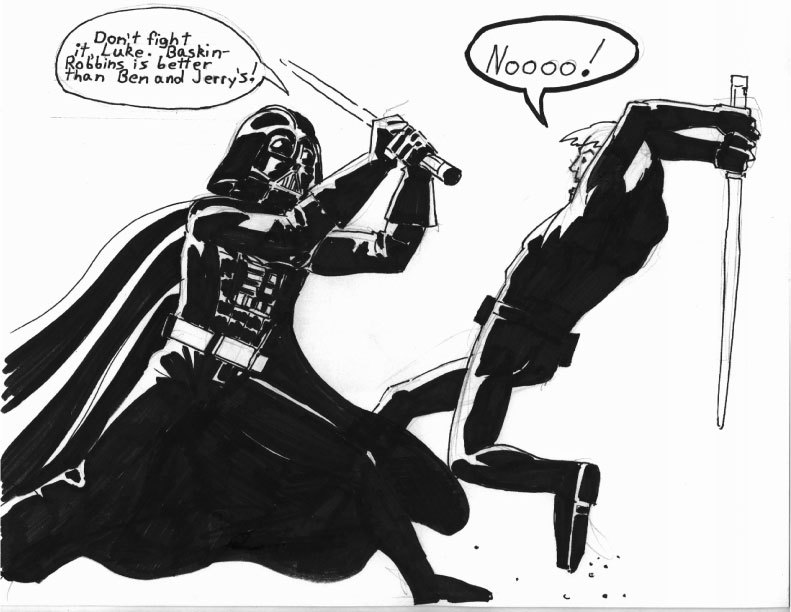 Don't fight
it, Luke. Baskin-
Robbins is better
than Ben and Jerry's!
Noooo!